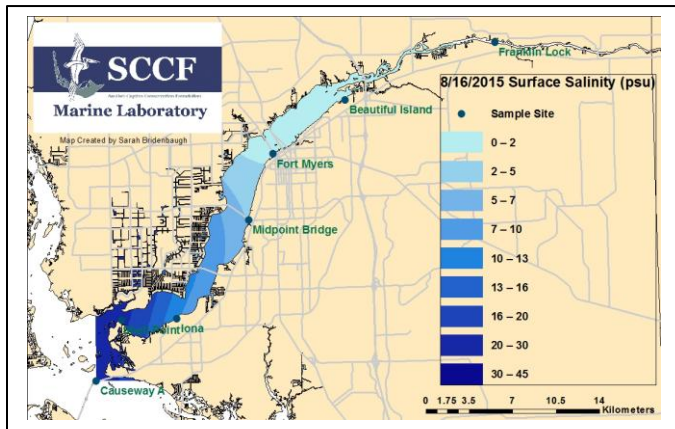 SCCF
Sanibel-Captiva Conservation Foundation
Marine Laboratory
Map Created by Sarah Bridenbaugh
Franklin Lock
8/16/2015 Surface Salinity (psu)
Sample Site
Beautiful Island
0 – 2
2 – 5
Fort Myers
5 – 7
7 – 10
Midpoint Bridge
10 – 13
13 – 16
16 – 20
20 – 30
Iona
30 – 45
Causeway A
0 1.75 3.5 7 10.5 14
Kilometers